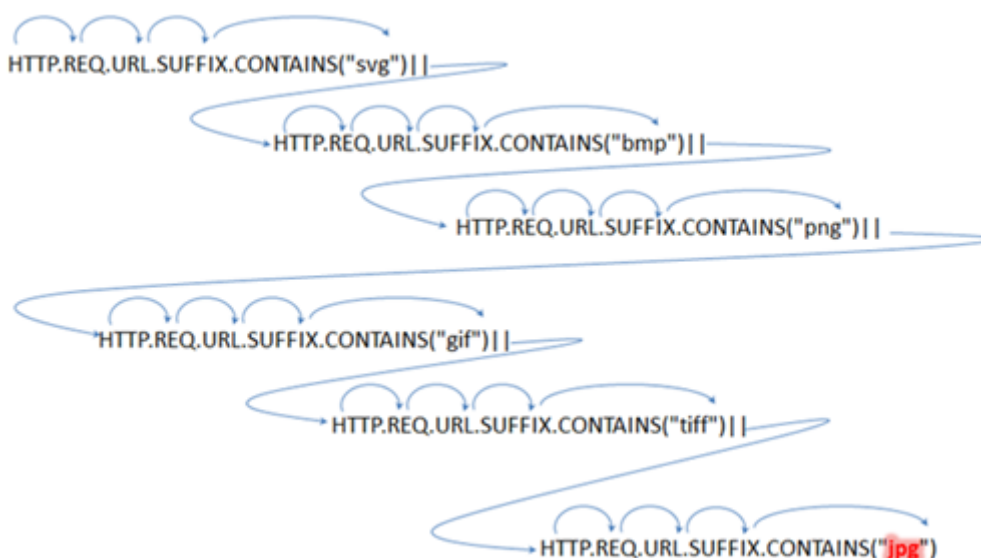 HTTP.REQ.URL.SUFFIX.CONTAINS("svg")||
HTTP.REQ.URL.SUFFIX.CONTAINS("bmp")||
HTTP.REQ.URL.SUFFIX.CONTAINS("png")||
HTTP.REQ.URL.SUFFIX.CONTAINS("gif")||
HTTP.REQ.URL.SUFFIX.CONTAINS("tiff")||
HTTP.REQ.URL.SUFFIX.CONTAINS("jpg")